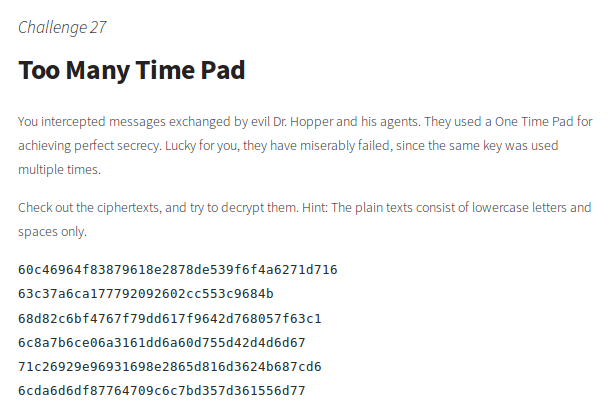 Challenge 27
Too Many Time Pad
You intercepted messages exchanged by evil Dr. Hopper and his agents. They used a One Time Pad for
achieving perfect secrecy. Lucky for you, they have miserably failed, since the same key was used
multiple times.
Check out the ciphertexts, and try to decrypt them. Hint: The plain texts consist of lowercase letters and
spaces only.
60c46964f83879618e2878de539f6f4a6271d716
63c37a6ca177792092602cc553c9684b
68d82c6bf4767f79dd617f9642d768057f63c1
6c8a7b6ce06a3161dd6a60d755d42d4d6d67
71c26929e96931698e2865d816d3624b687cd6
6cda6d6df87764709c6c7bd357d361556d77